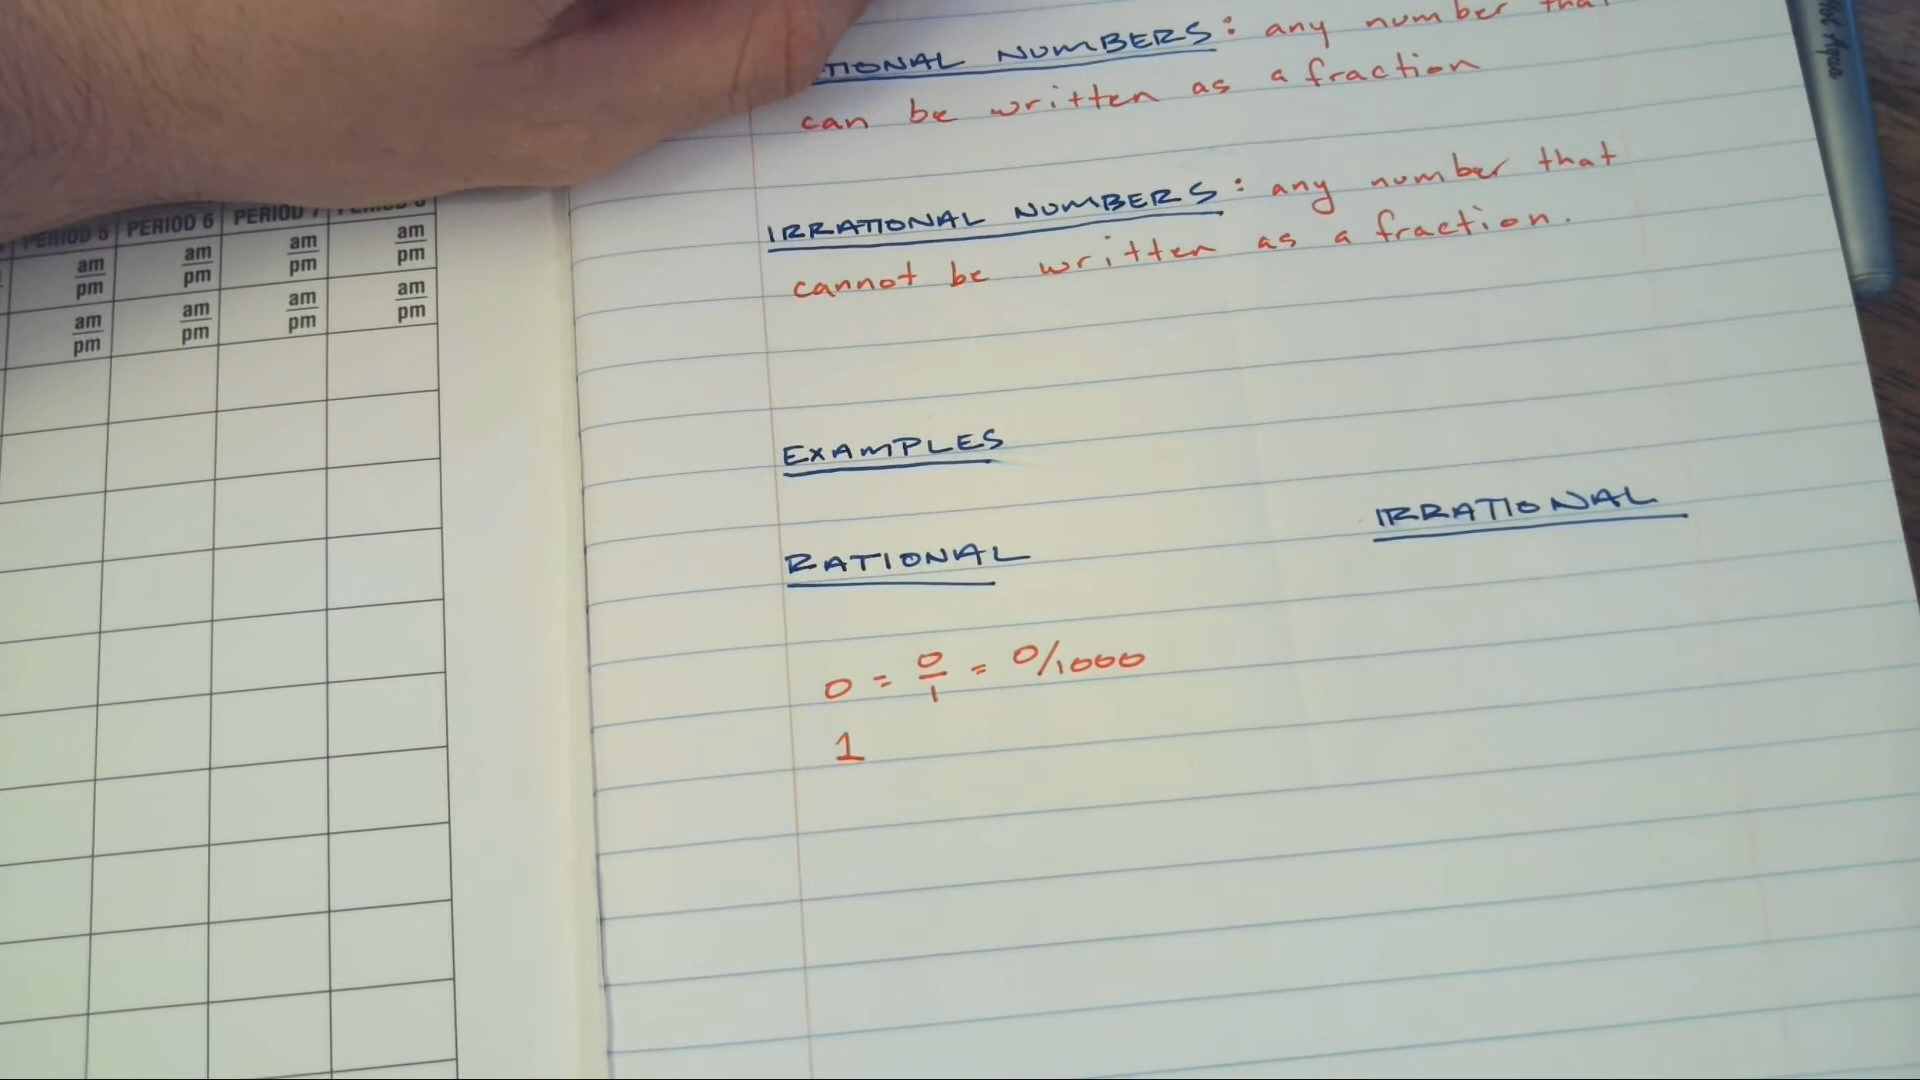 NUMBERS: any number
can be written as a fraction
IRRATIONAL NUMBERS: any number that
cannot be written as a fraction.
PERIOD 5 PERIOD 6 PERIOD 7
am am am am
pm pm pm pm
am am am am
pm pm pm pm
EXAMPLES
RATIONAL IRRATIONAL
0 = 0/1 = 0/1000
1